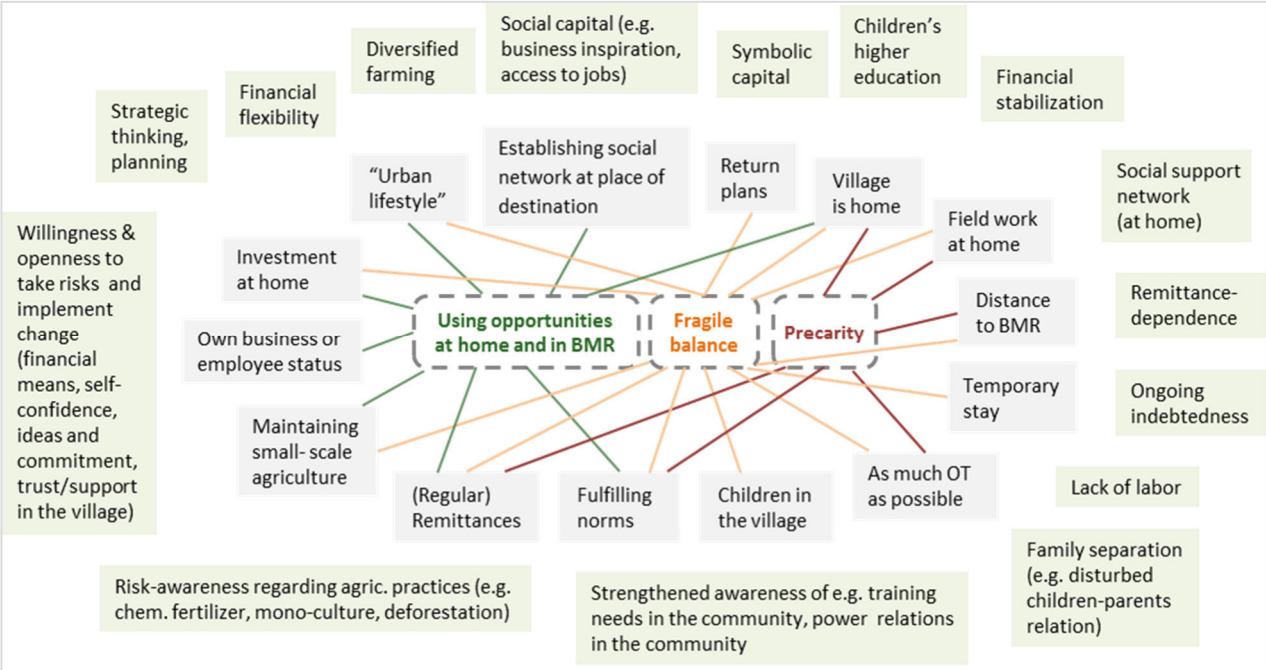 Social capital (e.g.
business inspiration,
access to jobs)
Children's
higher
education
Diversified
farming
Symbolic
capital
Financial
stabilization
Financial
flexibility
Strategic
thinking,
planning
Establishing social
network at place of
destination
"Urban
lifestyle"
Return
plans
Village
is home
Social support
network
(at home)
Field work
at home
Willingness &
openness to
take risks and
implement
change
(financial
means, self-
confidence,
ideas and
commitment,
trust/support
in the village)
Investment
at home
Distance
to BMR
Remittance-
dependence
Using opportunities
at home and in BMR
Fragile
balance
Precarity
Own business or
employee status
Temporary
stay
Ongoing
indebtedness
Maintaining
small- scale
agriculture
(Regular)
Remittances
Fulfilling
norms
Children in
the village
As much OT
as possible
Lack of labor
Family separation
(e.g. disturbed
children-parents
relation)
Risk-awareness regarding agric. practices (e.g.
chem. fertilizer, mono-culture, deforestation)
Strengthened awareness of e.g. training
needs in the community, power relations
in the community